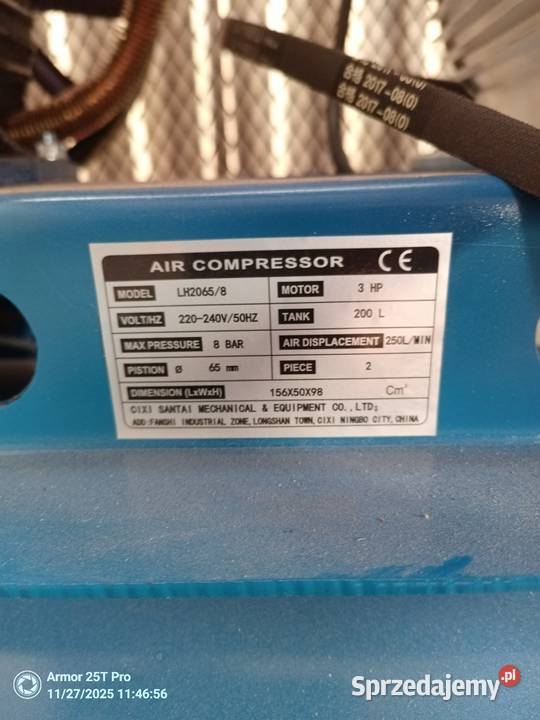 2017-08(0)
合格 2017-08(0)
AIR COMPRESSOR CE
MODEL LH2065/8 MOTOR 3 HP
VOLT/HZ 220-240V/50HZ TANK 200 L
MAX PRESSURE 8 BAR AIR DISPLACEMENT 250L/MIN
PISTION Ø 65 mm PIECE 2
DIMENSION (LxWxH) 156X50X98 Cm³
CIXI SANTAI MECHANICAL & EQUIPMENT CO., LTD;
ADD:FANSHI INDUSTRIAL ZONE, LONGSHAN TOWN, CIXI NINGBO CITY, CHINA
Armor 25T Pro
11/27/2025 11:46:56
Sprzedajemy.pl